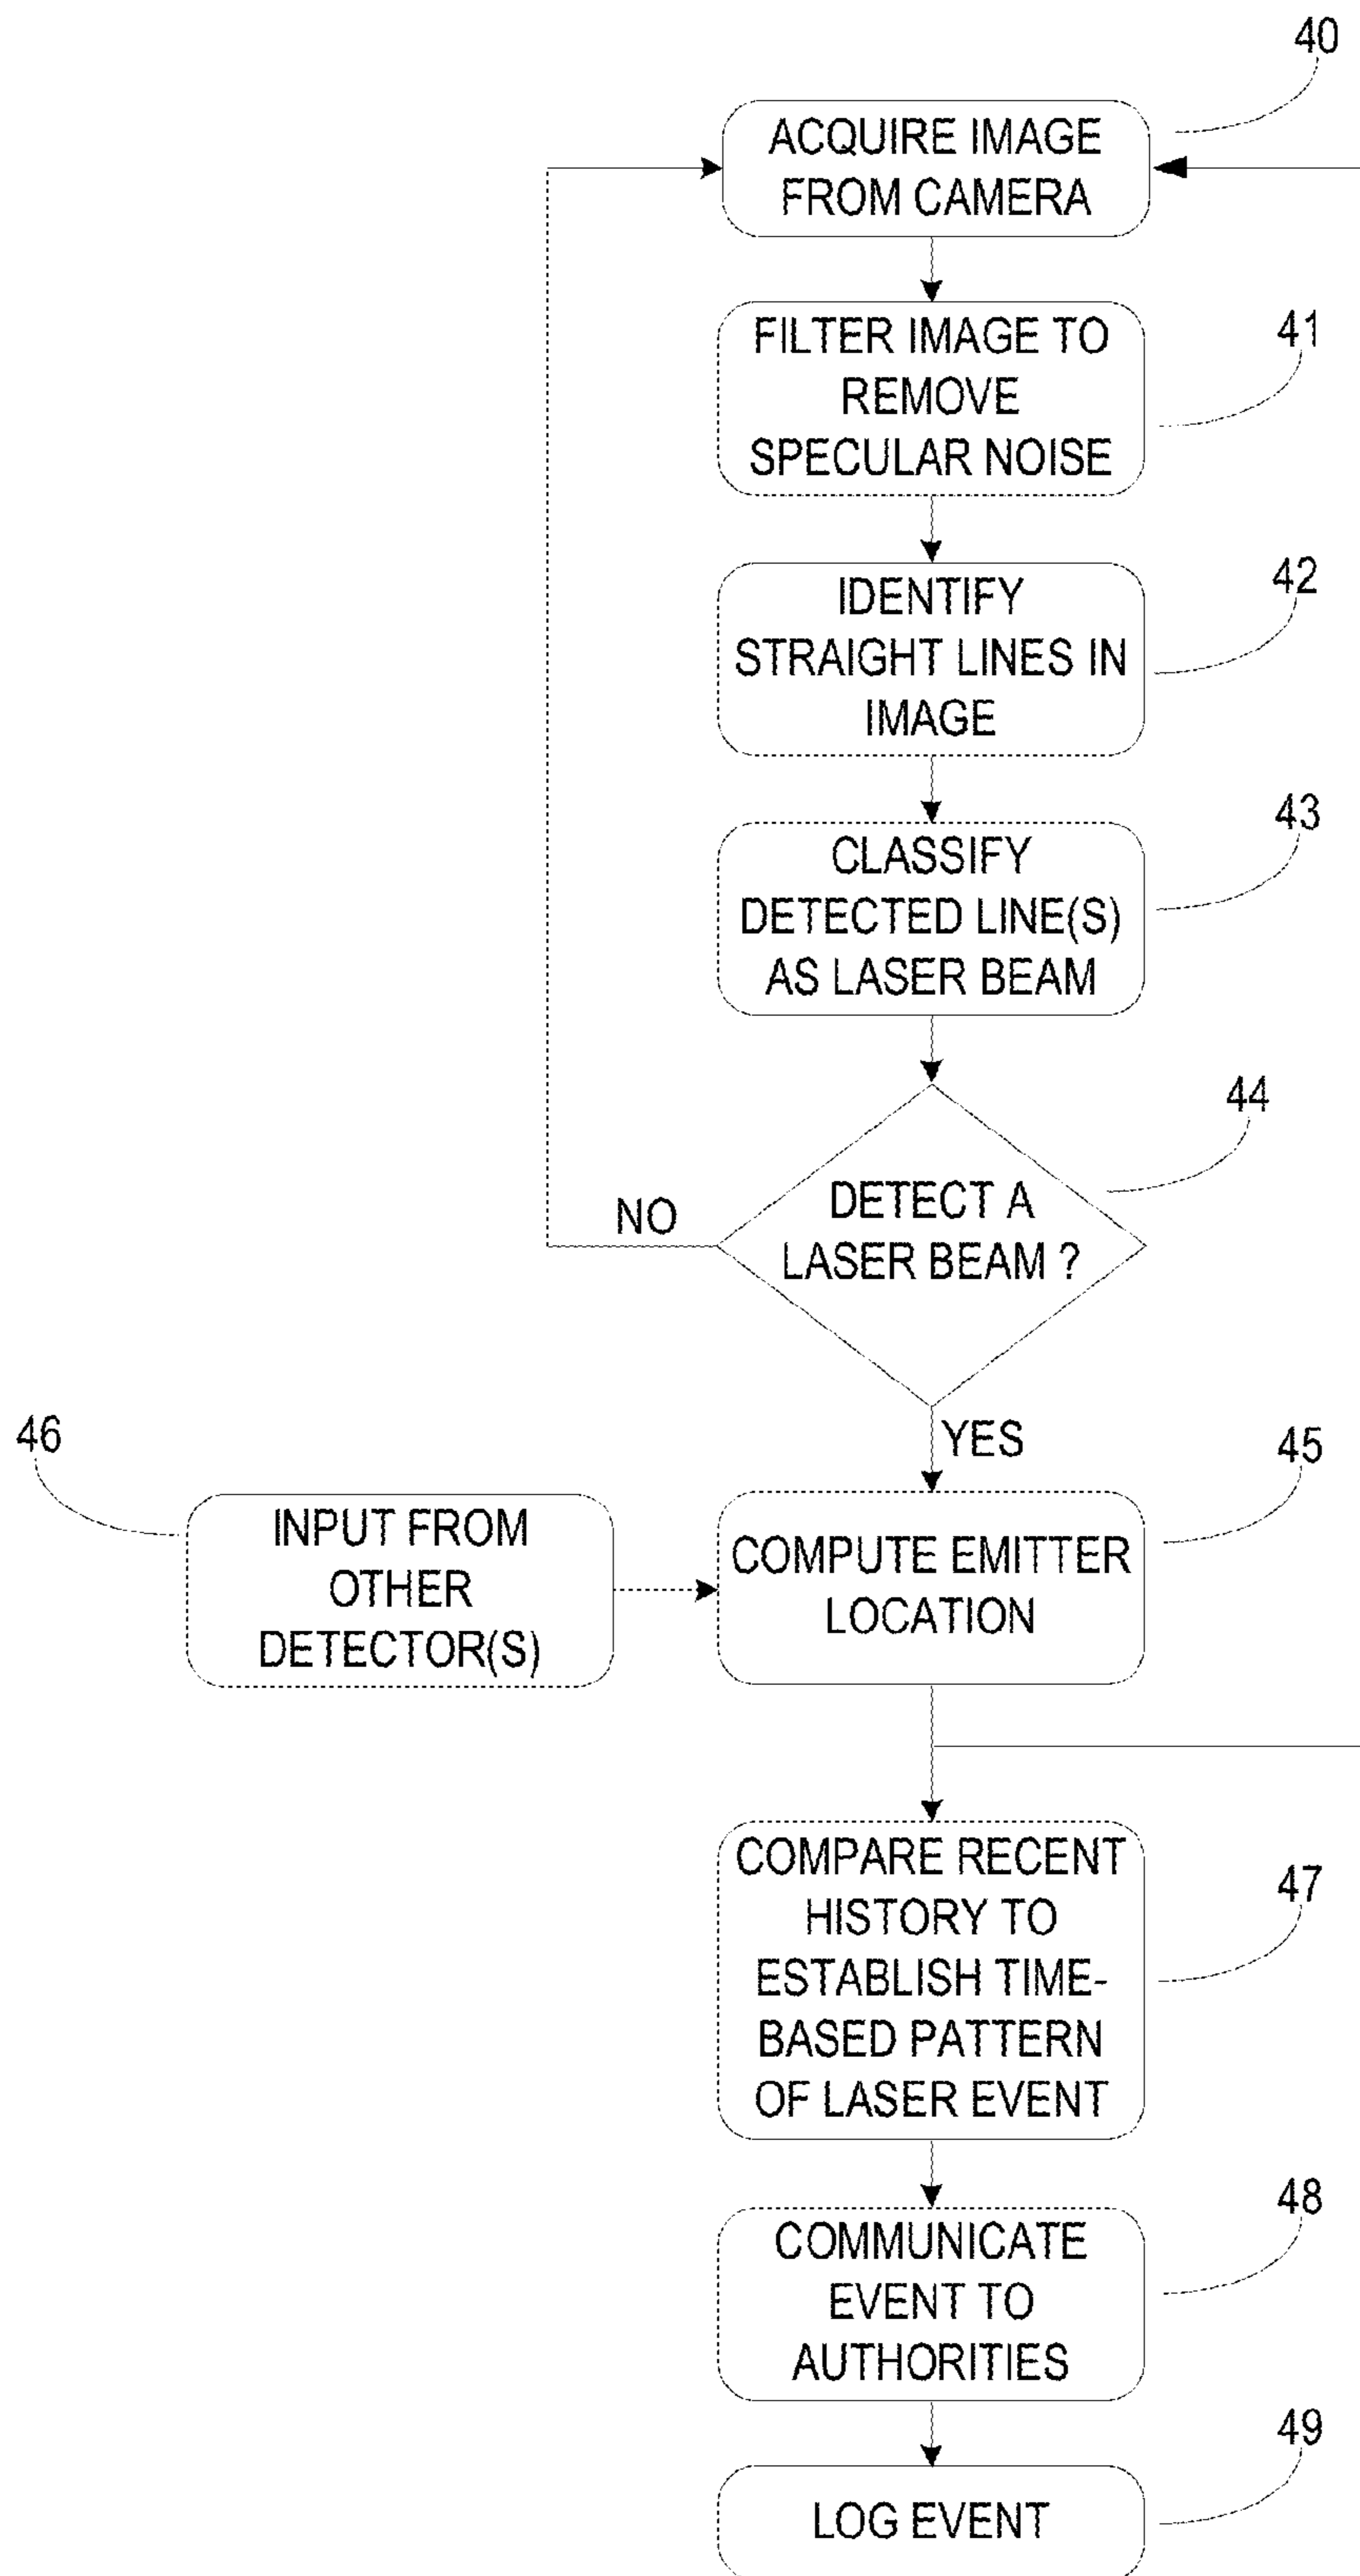 40
ACQUIRE IMAGE
FROM CAMERA
41
FILTER IMAGE TO
REMOVE
SPECULAR NOISE
42
IDENTIFY
STRAIGHT LINES IN
IMAGE
43
CLASSIFY
DETECTED LINE(S)
AS LASER BEAM
44
DETECT A
LASER BEAM ?
NO
YES
46
INPUT FROM
OTHER
DETECTOR(S)
45
COMPUTE EMITTER
LOCATION
47
COMPARE RECENT
HISTORY TO
ESTABLISH TIME-
BASED PATTERN
OF LASER EVENT
48
COMMUNICATE
EVENT TO
AUTHORITIES
49
LOG EVENT